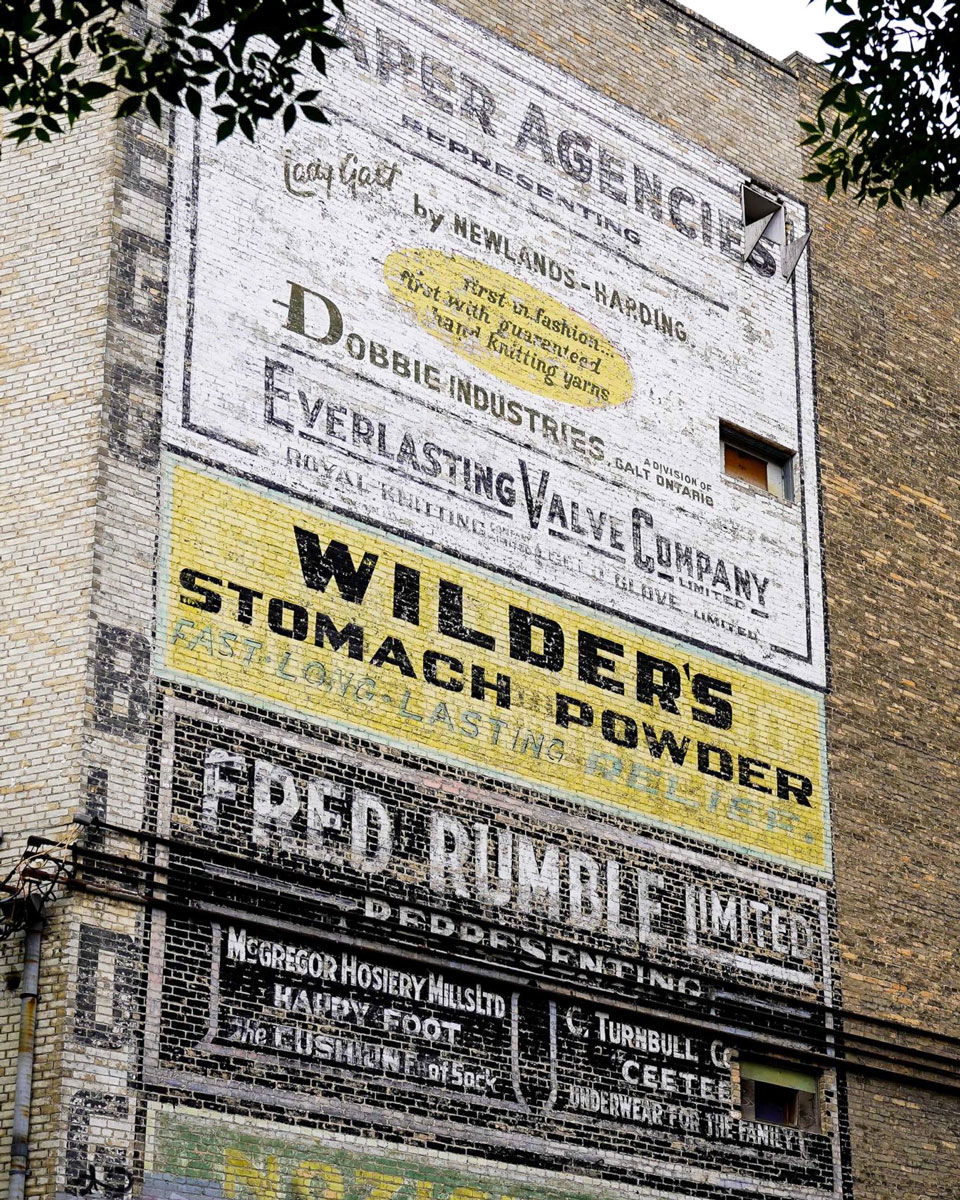 APER AGENCIES
REPRESENTING
Lady Galt
by NEWLANDS-HARDING
first in fashion...
first with guarenteed
hand knitting yarns
DOBBIE INDUSTRIES,
A DIVISION OF
GALT ONTARIO
EVERLASTING VALVE COMPANY
LIMITED
ROYAL KNITTING GLOVE LIMITED
WILDER'S
STOMACH POWDER
FAST-LONG-LASTING RELIEF.
FRED RUMBLE LIMITED
REPRESENTING
McGREGOR HOSIERY MILLS LTD
HAPPY FOOT
The CUSHION of Sock
C. TURNBULL Co
"CEETEE
UNDERWEAR FOR THE FAMILY
BLDG